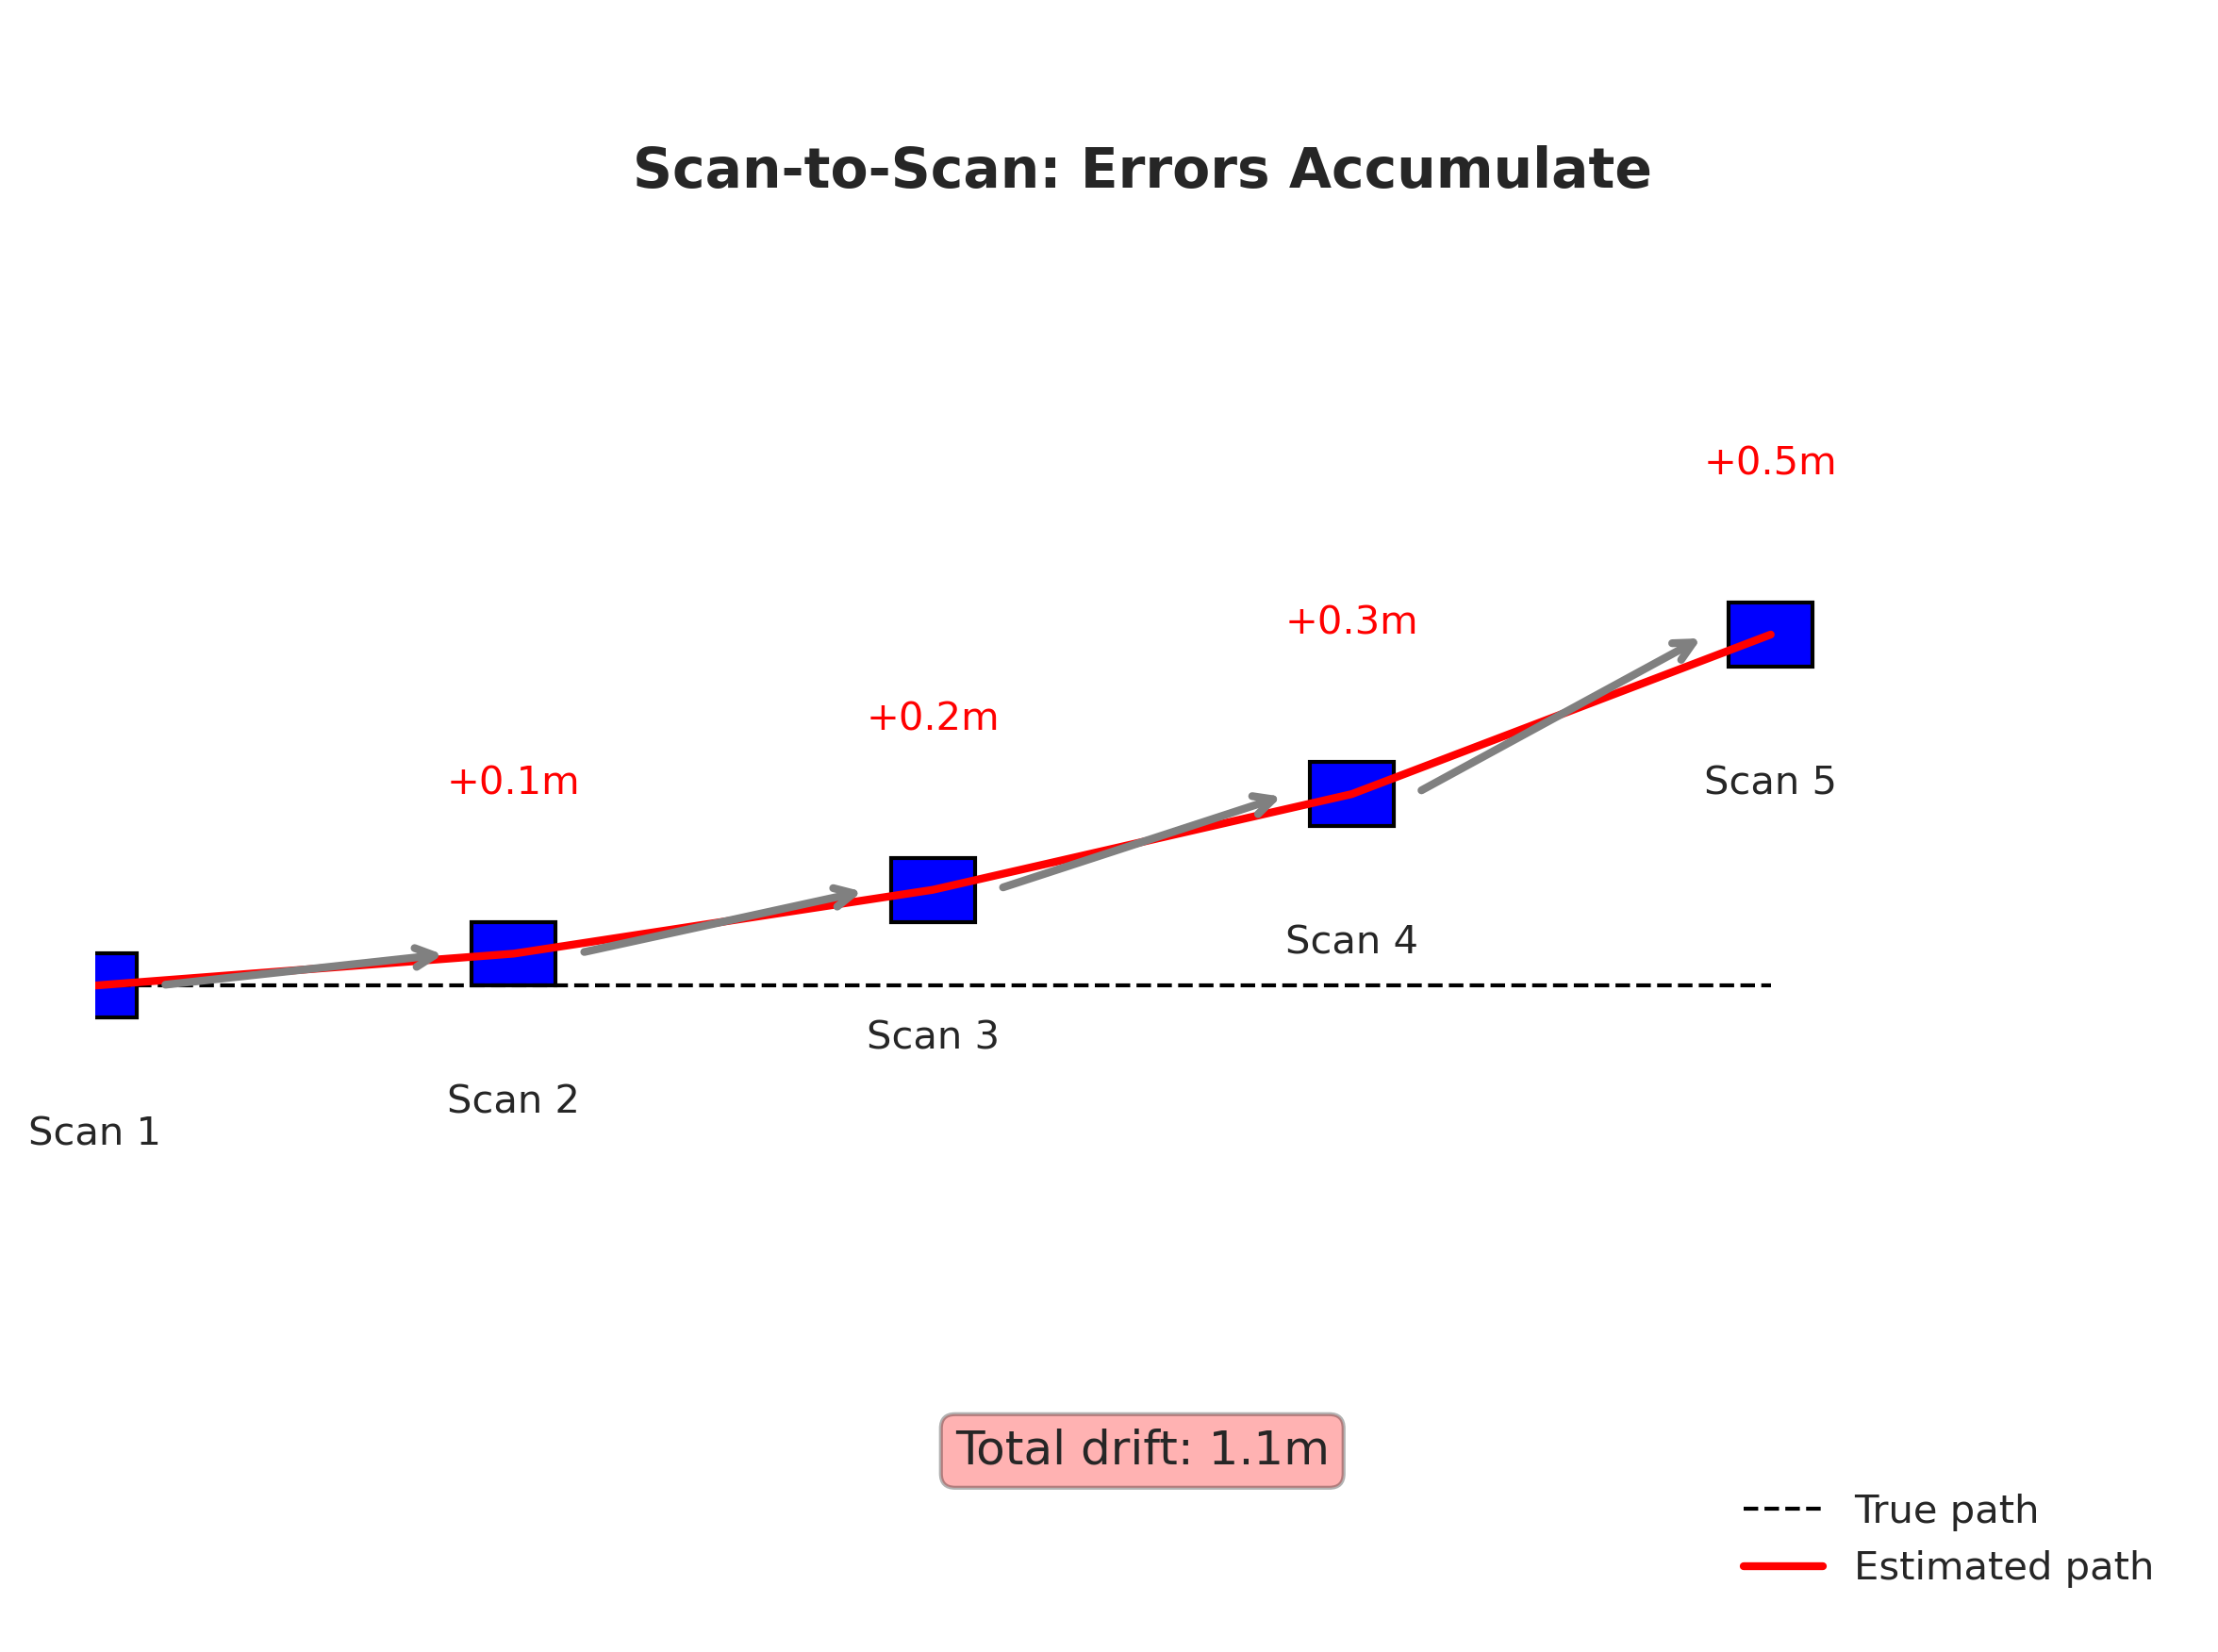 Scan-to-Scan: Errors Accumulate
+0.5m
+0.3m
+0.2m
+0.1m
Scan 5
Scan 4
Scan 3
Scan 2
Scan 1
Total drift: 1.1m
True path
Estimated path